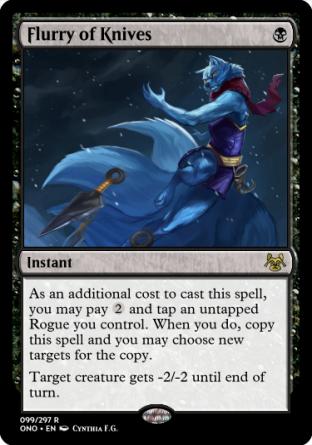 Flurry of Knives
Instant
As an additional cost to cast this spell,
you may pay 2 and tap an untapped
Rogue you control. When you do, copy
this spell and you may choose new
targets for the copy.
Target creature gets -2/-2 until end of
turn.
099/297 R
ONO • EN CYNTHIA F.G.